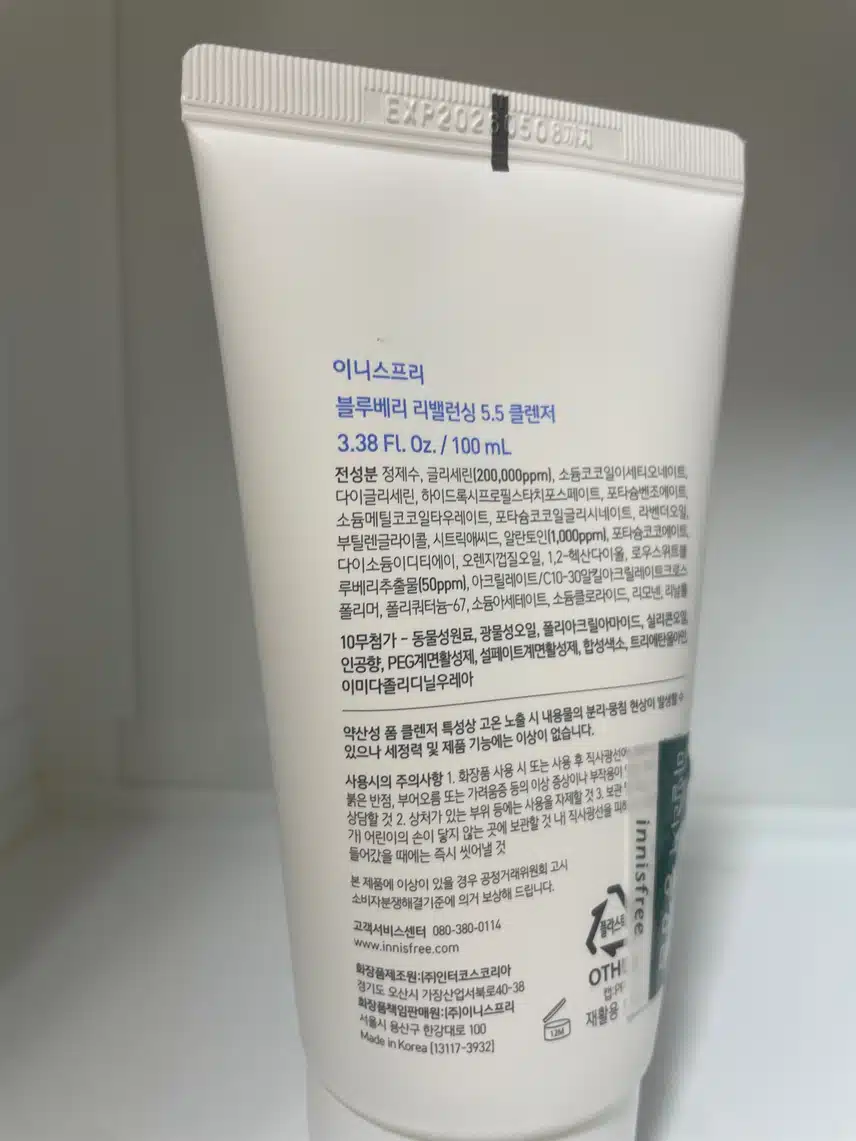 EXP20260508까지
이니스프리
블루베리 리밸런싱 5.5 클렌저
3.38 Fl. Oz. / 100 mL
전성분 정제수, 글리세린(200,000ppm), 소듐코코일이세티오네이트,
다이글리세린, 하이드록시프로필스타치포스페이트, 포타슘벤조에이트,
소듐메틸코코일타우레이트, 포타슘코코일글리시네이트, 라벤더오일,
부틸렌글라이콜, 시트릭애씨드, 알란토인(1,000ppm), 포타슘코코에이트,
다이소듐이디티에이, 오렌지껍질오일, 1,2-헥산다이올, 로우스위트블
루베리추출물(50ppm), 아크릴레이트/C10-30알킬아크릴레이트크로스
폴리머, 폴리쿼터늄-67, 소듐아세테이트, 소듐클로라이드, 리모넨, 리날룰
10무첨가 - 동물성원료, 광물성오일, 폴리아크릴아마이드, 실리콘오일,
인공향, PEG계면활성제, 설페이트계면활성제, 합성색소, 트리에탄올아민,
이미다졸리디닐우레아
약산성 폼 클렌저 특성상 고온 노출 시 내용물의 분리·뭉침 현상이 발생할 수
있으나 세정력 및 제품 기능에는 이상이 없습니다.
사용시의 주의사항 1. 화장품 사용 시 또는 사용 후 직사광선에
붉은 반점, 부어오름 또는 가려움증 등의 이상 증상이나 부작용이
상담할 것 2. 상처가 있는 부위 등에는 사용을 자제할 것 3. 보관
가) 어린이의 손이 닿지 않는 곳에 보관할 것 내 직사광선을 피해
들어갔을 때에는 즉시 씻어낼 것
본 제품에 이상이 있을 경우 공정거래위원회 고시
소비자분쟁해결기준에 의거 보상해 드립니다.
고객서비스센터 080-380-0114
www.innisfree.com
화장품제조원:(주)인터코스코리아
경기도 오산시 가장산업서북로40-38
화장품책임판매원:(주)이니스프리
서울시 용산구 한강대로 100
Made in Korea (13117-3932)
12M
플라스
OTH
캡:PP
재활용
innisfree